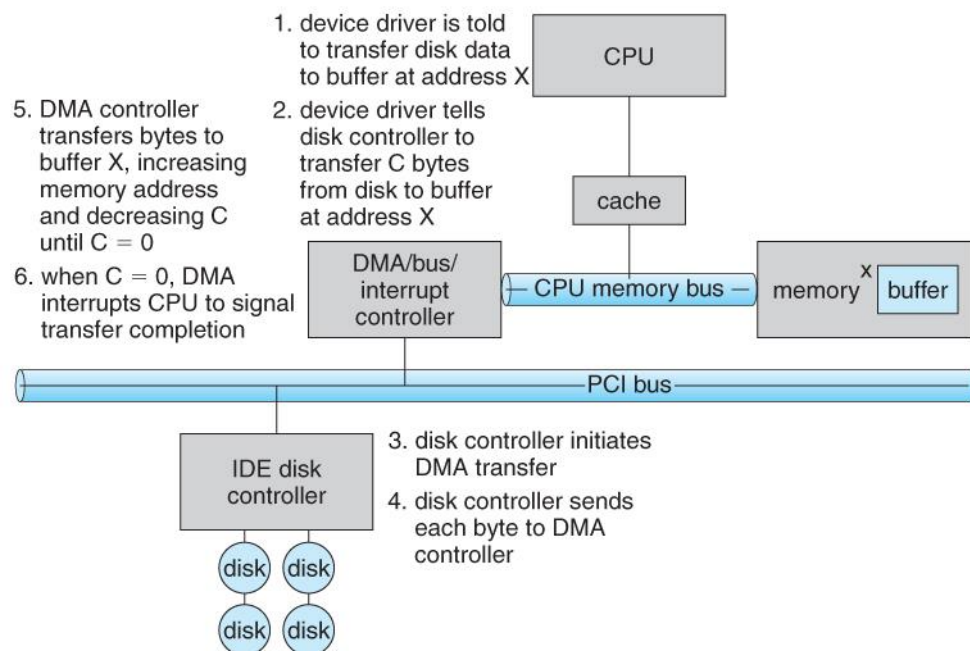 1. device driver is told
to transfer disk data
to buffer at address X
2. device driver tells
disk controller to
transfer C bytes
from disk to buffer
at address X
5. DMA controller
transfers bytes to
buffer X, increasing
memory address
and decreasing C
until C = 0
6. when C = 0, DMA
interrupts CPU to signal
transfer completion
CPU
cache
DMA/bus/
interrupt
controller
CPU memory bus
memory
X
buffer
PCI bus
IDE disk
controller
3. disk controller initiates
DMA transfer
4. disk controller sends
each byte to DMA
controller
disk
disk
disk
disk